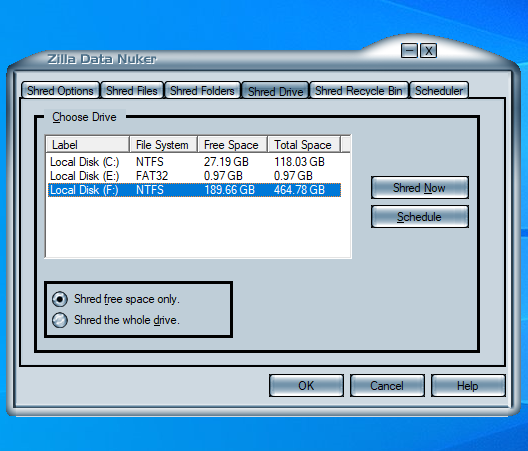 Zilla Data Nuker
Shred Options Shred Files Shred Folders Shred Drive Shred Recycle Bin Scheduler
Choose Drive
Label File System Free Space Total Space
Local Disk (C:) NTFS 27.19 GB 118.03 GB
Local Disk (E:) FAT32 0.97 GB 0.97 GB
Local Disk (F:) NTFS 189.66 GB 464.78 GB
Shred Now
Schedule
Shred free space only.
Shred the whole drive.
OK Cancel Help